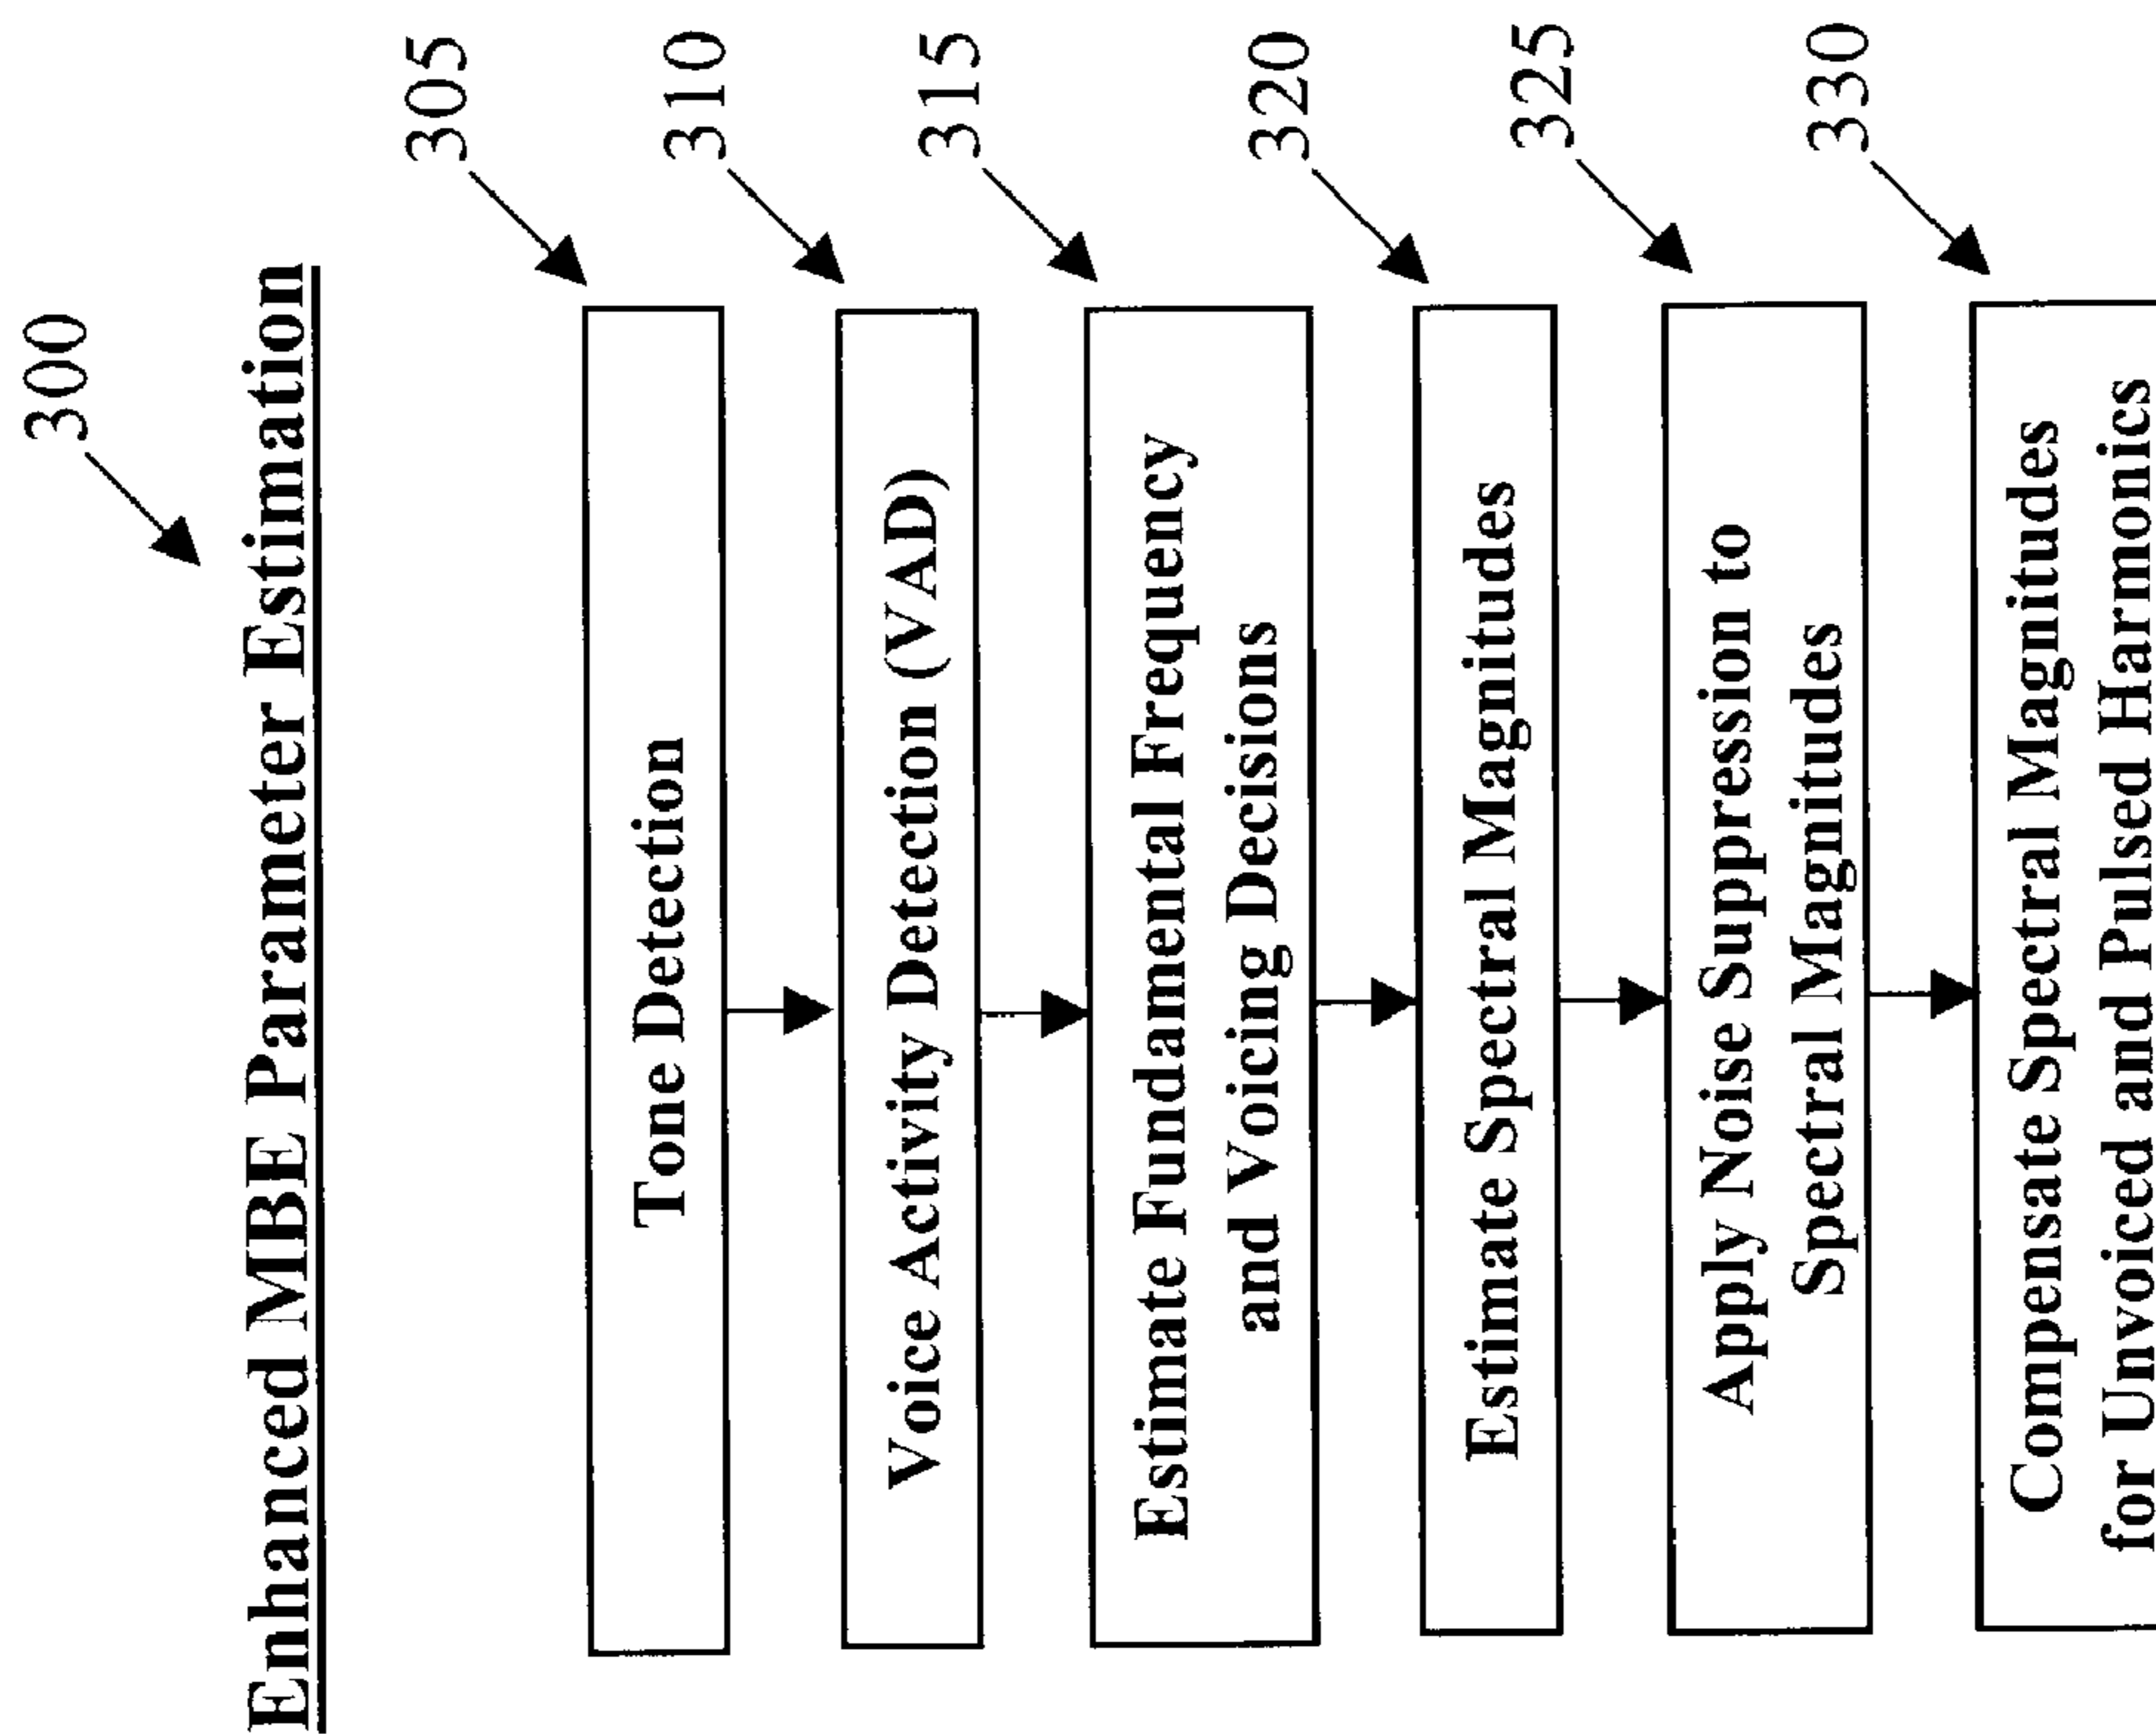 300
Enhanced MBE Parameter Estimation
305
Tone Detection
310
Voice Activity Detection (VAD)
315
Estimate Fundamental Frequency
and Voicing Decisions
320
Estimate Spectral Magnitudes
325
Apply Noise Suppression to
Spectral Magnitudes
330
Compensate Spectral Magnitudes
for Unvoiced and Pulsed Harmonics